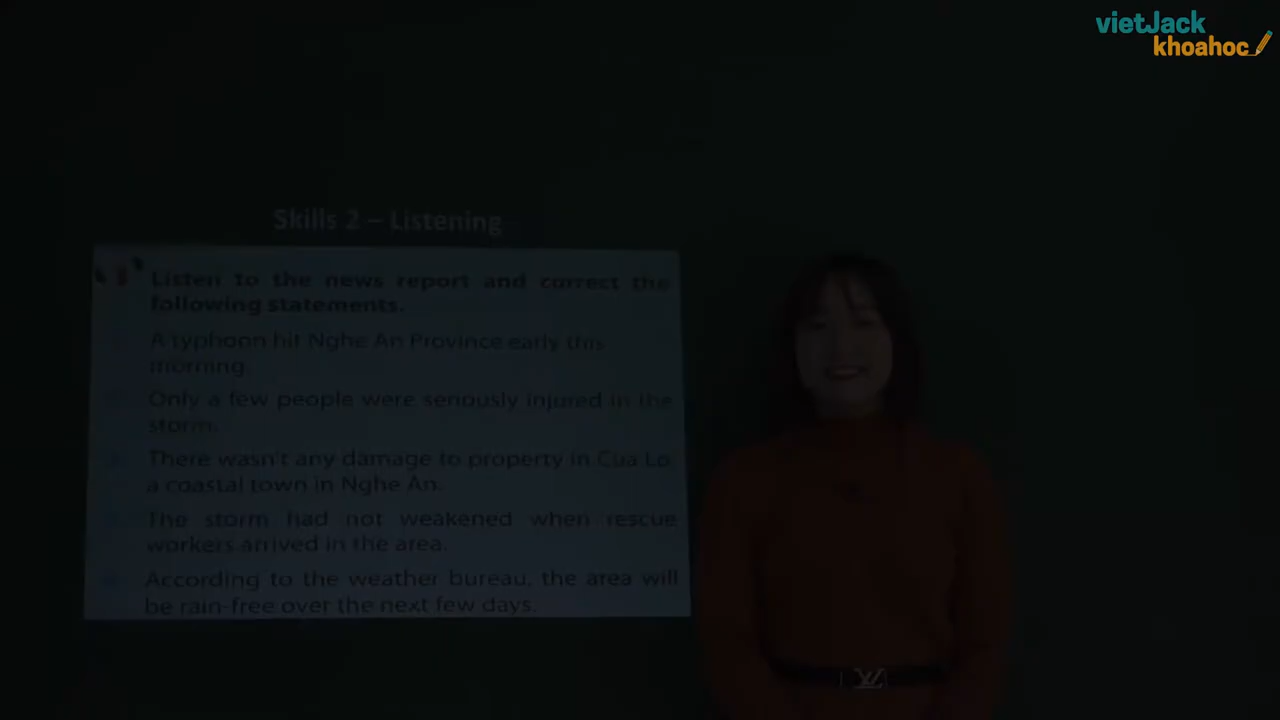 vietJack
khoahoc
Skills 2 – Listening
Listen to the news report and correct the
following statements.
A typhoon hit Nghe An Province early this
morning.
Only a few people were seriously injured in the
storm.
There wasn't any damage to property in Cua Lo,
a coastal town in Nghe An.
The storm had not weakened when rescue
workers arrived in the area.
According to the weather bureau, the area will
be rain-free over the next few days.